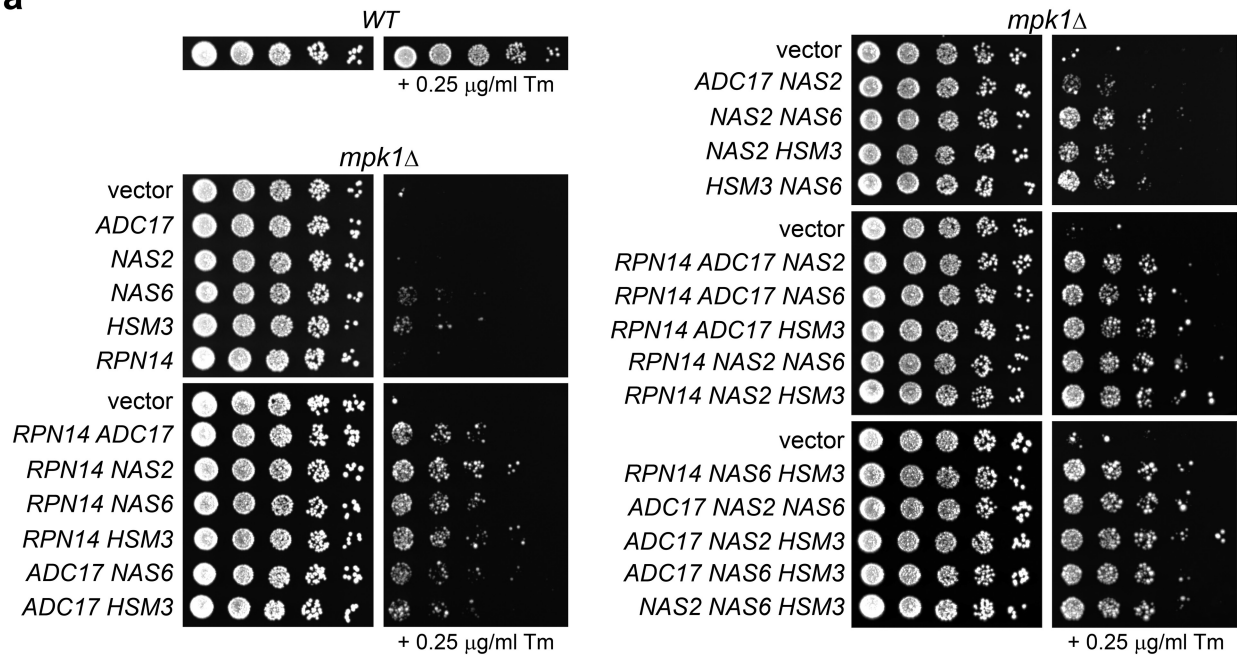 a
WT
+ 0.25 μg/ml Tm
mpk1Δ
vector
ADC17
NAS2
NAS6
HSM3
RPN14
vector
RPN14 ADC17
RPN14 NAS2
RPN14 NAS6
RPN14 HSM3
ADC17 NAS6
ADC17 HSM3
+ 0.25 μg/ml Tm
mpk1Δ
vector
ADC17 NAS2
NAS2 NAS6
NAS2 HSM3
HSM3 NAS6
vector
RPN14 ADC17 NAS2
RPN14 ADC17 NAS6
RPN14 ADC17 HSM3
RPN14 NAS2 NAS6
RPN14 NAS2 HSM3
vector
RPN14 NAS6 HSM3
ADC17 NAS2 NAS6
ADC17 NAS2 HSM3
ADC17 NAS6 HSM3
NAS2 NAS6 HSM3
+ 0.25 μg/ml Tm